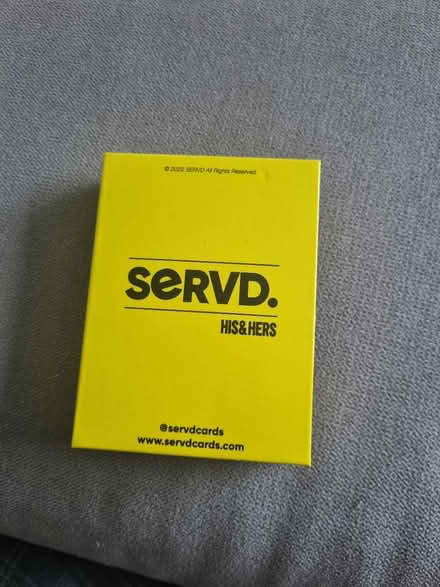 © 2022 SERVD All Rights Reserved.
SERVD.
HIS&HERS
@servdcards
www.servdcards.com